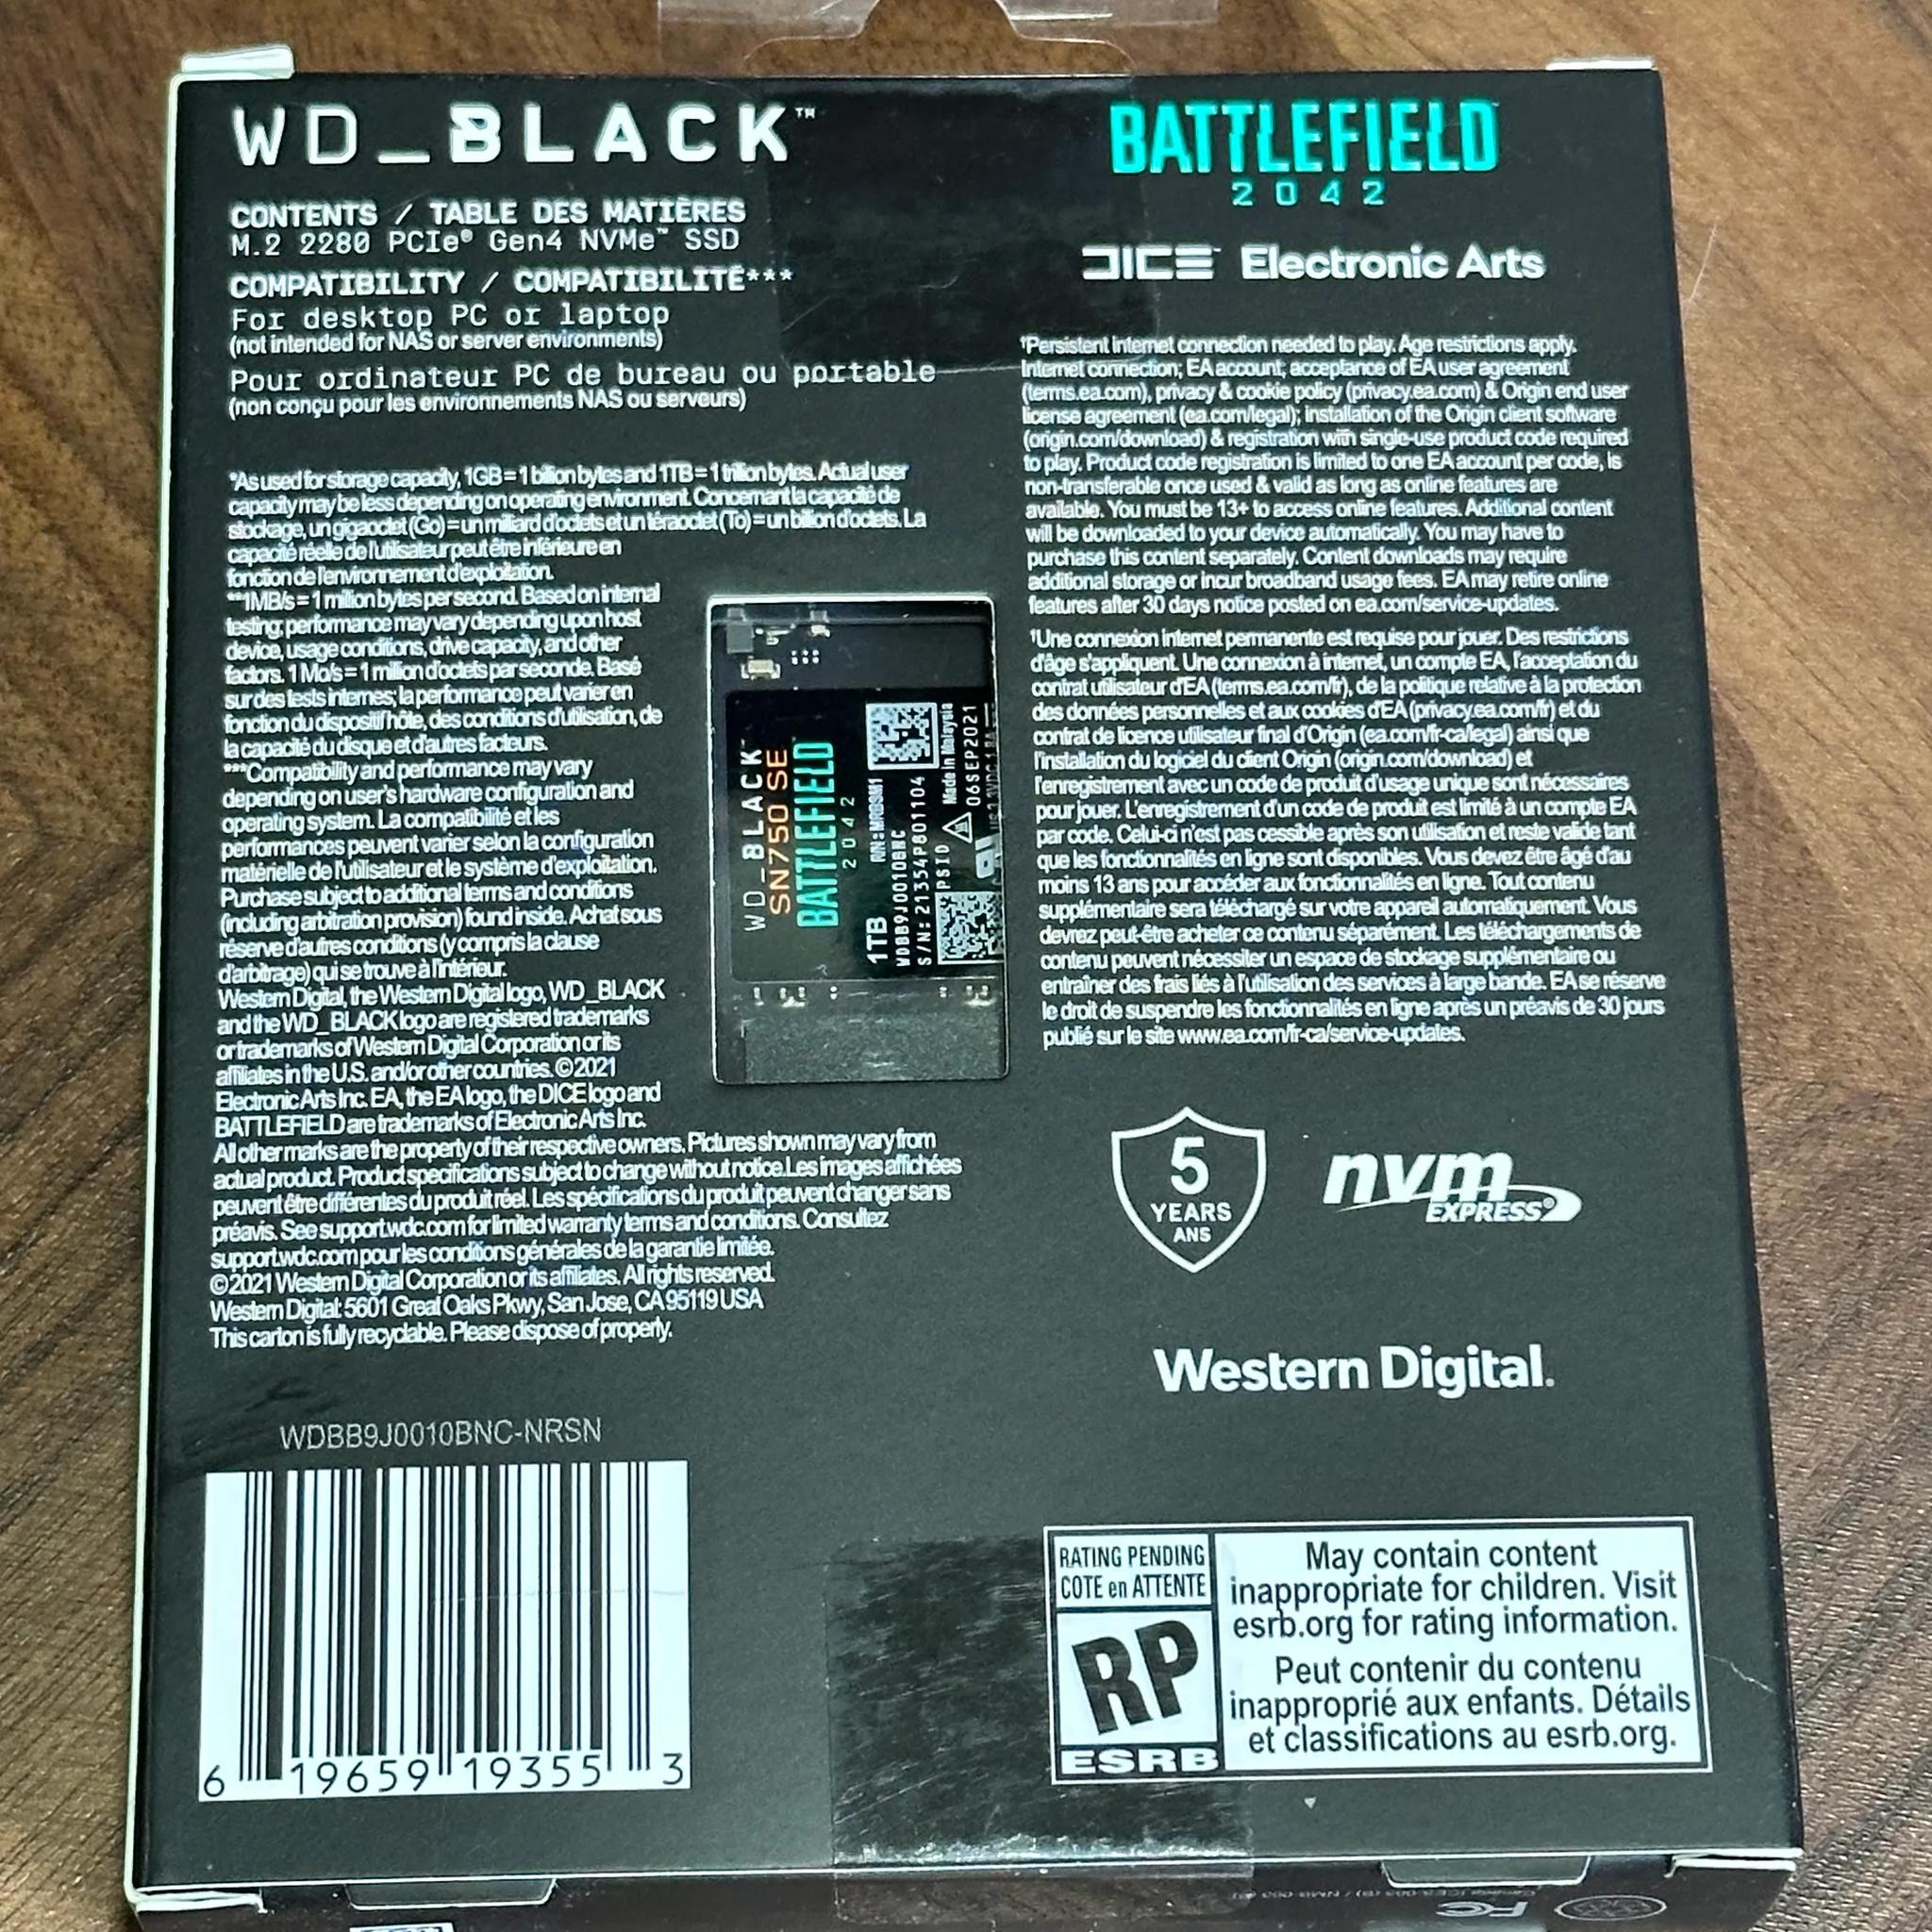 WD_BLACK™
CONTENTS / TABLE DES MATIÈRES
M.2 2280 PCIe® Gen4 NVMe™ SSD
COMPATIBILITY / COMPATIBILITÉ***
For desktop PC or laptop
(not intended for NAS or server environments)
Pour ordinateur PC de bureau ou portable
(non conçu pour les environnements NAS ou serveurs)
*As used for storage capacity, 1GB = 1 billion bytes and 1TB = 1 trillion bytes. Actual user
capacity may be less depending on operating environment. Concernant la capacité de
stockage, un gigaoctet (Go) = un milliard d'octets et un téraoctet (To) = un billion d'octets. La
capacité réelle de l'utilisateur peut être inférieure en
fonction de l'environnement d'exploitation.
**1MB/s = 1 million bytes per second. Based on internal
testing; performance may vary depending upon host
device, usage conditions, drive capacity, and other
factors. 1 Mo/s = 1 million d'octets par seconde. Basé
sur des tests internes; la performance peut varier en
fonction du dispositif hôte, des conditions d'utilisation, de
la capacité du disque et d'autres facteurs.
***Compatibility and performance may vary
depending on user's hardware configuration and
operating system. La compatibilité et les
performances peuvent varier selon la configuration
matérielle de l'utilisateur et le système d'exploitation.
Purchase subject to additional terms and conditions
(including arbitration provision) found inside. Achat sous
réserve d'autres conditions (y compris la clause
d'arbitrage) qui se trouve à l'intérieur.
Western Digital, the Western Digital logo, WD_BLACK
and the WD_BLACK logo are registered trademarks
or trademarks of Western Digital Corporation or its
affiliates in the U.S. and/or other countries. ©2021
Electronic Arts Inc. EA, the EA logo, the DICE logo and
BATTLEFIELD are trademarks of Electronic Arts Inc.
All other marks are the property of their respective owners. Pictures shown may vary from
actual product. Product specifications subject to change without notice.Les images affichées
peuvent être différentes du produit réel. Les spécifications du produit peuvent changer sans
préavis. See support.wdc.com for limited warranty terms and conditions. Consultez
support.wdc.com pour les conditions générales de la garantie limitée.
©2021 Western Digital Corporation or its affiliates. All rights reserved.
Western Digital: 5601 Great Oaks Pkwy, San Jose, CA 95119 USA
This carton is fully recyclable. Please dispose of properly.
WDBB9J0010BNC-NRSN
6 19659 19355 3
WD_BLACK
SN750 SE
BATTLEFIELD
2042
1TB
RN:MRB3M1
WDBB9J0010BNC
S/N: 21354P801104
Made in Malaysia
PSID
06SEP2021
BATTLEFIELD™
2042
DICE™ Electronic Arts
†Persistent internet connection needed to play. Age restrictions apply.
Internet connection; EA account; acceptance of EA user agreement
(terms.ea.com), privacy & cookie policy (privacy.ea.com) & Origin end user
license agreement (ea.com/legal); installation of the Origin client software
(origin.com/download) & registration with single-use product code required
to play. Product code registration is limited to one EA account per code, is
non-transferable once used & valid as long as online features are
available. You must be 13+ to access online features. Additional content
will be downloaded to your device automatically. You may have to
purchase this content separately. Content downloads may require
additional storage or incur broadband usage fees. EA may retire online
features after 30 days notice posted on ea.com/service-updates.
†Une connexion internet permanente est requise pour jouer. Des restrictions
d'âge s'appliquent. Une connexion à internet, un compte EA, l'acceptation du
contrat utilisateur d'EA (terms.ea.com/fr), de la politique relative à la protection
des données personnelles et aux cookies d'EA (privacy.ea.com/fr) et du
contrat de licence utilisateur final d'Origin (ea.com/fr-ca/legal) ainsi que
l'installation du logiciel du client Origin (origin.com/download) et
l'enregistrement avec un code de produit d'usage unique sont nécessaires
pour jouer. L'enregistrement d'un code de produit est limité à un compte EA
par code. Celui-ci n'est pas cessible après son utilisation et reste valide tant
que les fonctionnalités en ligne sont disponibles. Vous devez être âgé d'au
moins 13 ans pour accéder aux fonctionnalités en ligne. Tout contenu
supplémentaire sera téléchargé sur votre appareil automatiquement. Vous
devrez peut-être acheter ce contenu séparément. Les téléchargements de
contenu peuvent nécessiter un espace de stockage supplémentaire ou
entraîner des frais liés à l'utilisation des services à large bande. EA se réserve
le droit de suspendre les fonctionnalités en ligne après un préavis de 30 jours
publié sur le site www.ea.com/fr-ca/service-updates.
5
YEARS
ANS
nvm
EXPRESS®
Western Digital.
RATING PENDING
COTE en ATTENTE
RP
ESRB
May contain content
inappropriate for children. Visit
esrb.org for rating information.
Peut contenir du contenu
inapproprié aux enfants. Détails
et classifications au esrb.org.
FC